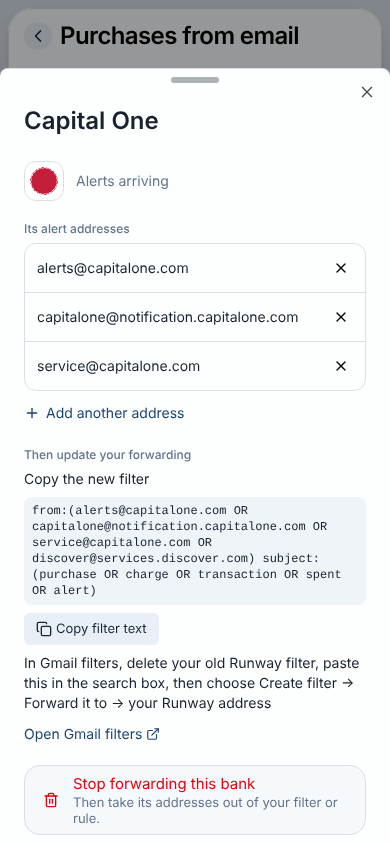 Purchases from email
Capital One
Alerts arriving
Its alert addresses
alerts@capitalone.com
capitalone@notification.capitalone.com
service@capitalone.com
Add another address
Then update your forwarding
Copy the new filter
from:(alerts@capitalone.com OR
capitalone@notification.capitalone.com OR
service@capitalone.com OR
discover@services.discover.com) subject:
(purchase OR charge OR transaction OR spent
OR alert)
Copy filter text
In Gmail filters, delete your old Runway filter, paste
this in the search box, then choose Create filter →
Forward it to → your Runway address
Open Gmail filters
Stop forwarding this bank
Then take its addresses out of your filter or
rule.